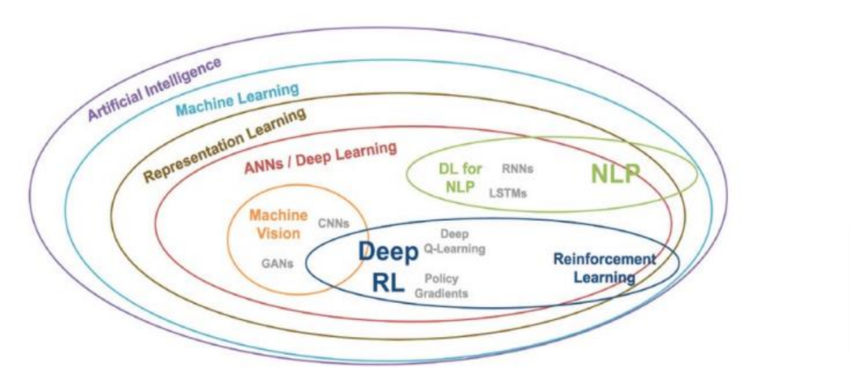 Artificial Intelligence
Machine Learning
Representation Learning
ANNs / Deep Learning
DL for
NLP
RNNs
LSTMs
NLP
Machine
Vision
CNNs
GANs
Deep
RL
Deep
Q-Learning
Policy
Gradients
Reinforcement
Learning